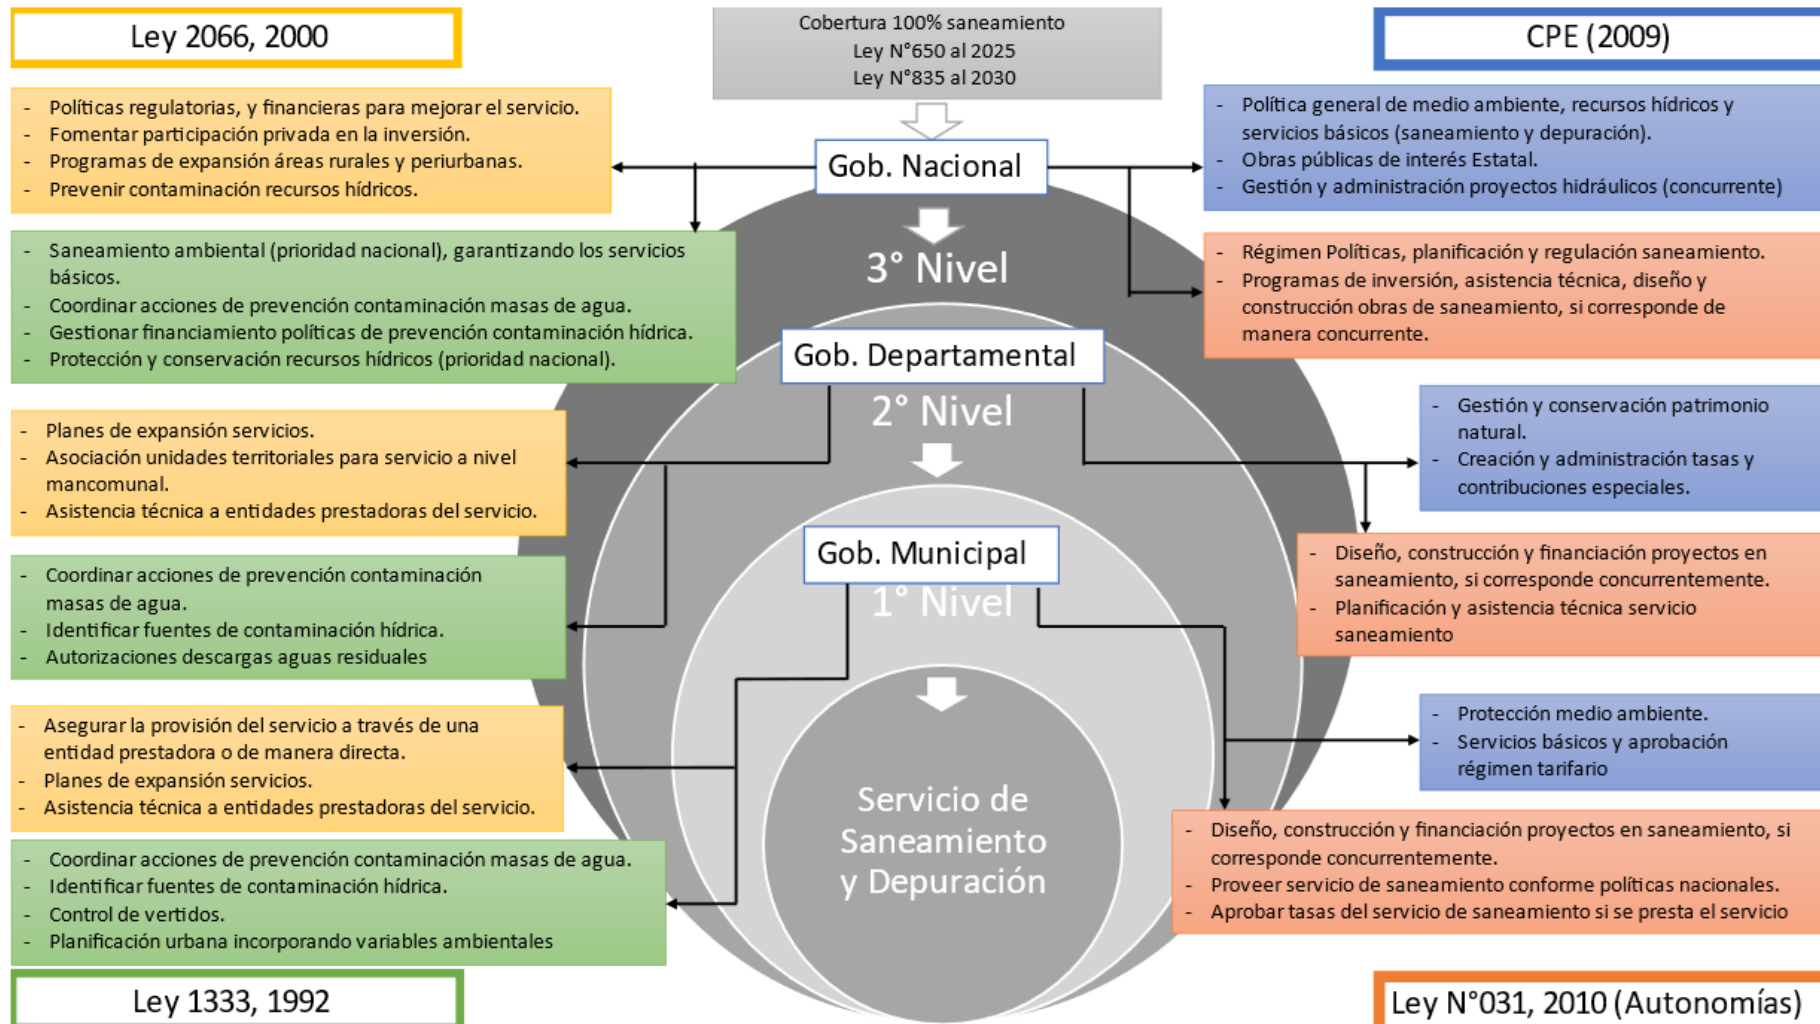 Ley 2066, 2000
Cobertura 100% saneamiento
Ley N°650 al 2025
Ley N°835 al 2030
CPE (2009)
- Políticas regulatorias, y financieras para mejorar el servicio.
- Fomentar participación privada en la inversión.
- Programas de expansión áreas rurales y periurbanas.
- Prevenir contaminación recursos hídricos.
Gob. Nacional
- Política general de medio ambiente, recursos hídricos y
servicios básicos (saneamiento y depuración).
- Obras públicas de interés Estatal.
- Gestión y administración proyectos hidráulicos (concurrente)
- Saneamiento ambiental (prioridad nacional), garantizando los servicios
básicos.
- Coordinar acciones de prevención contaminación masas de agua.
- Gestionar financiamiento políticas de prevención contaminación hídrica.
- Protección y conservación recursos hídricos (prioridad nacional).
3° Nivel
- Régimen Políticas, planificación y regulación saneamiento.
- Programas de inversión, asistencia técnica, diseño y
construcción obras de saneamiento, si corresponde de
manera concurrente.
Gob. Departamental
2° Nivel
- Planes de expansión servicios.
- Asociación unidades territoriales para servicio a nivel
mancomunal.
- Asistencia técnica a entidades prestadoras del servicio.
- Gestión y conservación patrimonio
natural.
- Creación y administración tasas y
contribuciones especiales.
- Coordinar acciones de prevención contaminación
masas de agua.
- Identificar fuentes de contaminación hídrica.
- Autorizaciones descargas aguas residuales
- Diseño, construcción y financiación proyectos en
saneamiento, si corresponde concurrentemente.
- Planificación y asistencia técnica servicio
saneamiento
Gob. Municipal
1° Nivel
- Asegurar la provisión del servicio a través de una
entidad prestadora o de manera directa.
- Planes de expansión servicios.
- Asistencia técnica a entidades prestadoras del servicio.
- Protección medio ambiente.
- Servicios básicos y aprobación
régimen tarifario
Servicio de
Saneamiento
y Depuración
- Coordinar acciones de prevención contaminación masas de agua.
- Identificar fuentes de contaminación hídrica.
- Control de vertidos.
- Planificación urbana incorporando variables ambientales
- Diseño, construcción y financiación proyectos en saneamiento, si
corresponde concurrentemente.
- Proveer servicio de saneamiento conforme políticas nacionales.
- Aprobar tasas del servicio de saneamiento si se presta el servicio
Ley 1333, 1992
Ley N°031, 2010 (Autonomías)